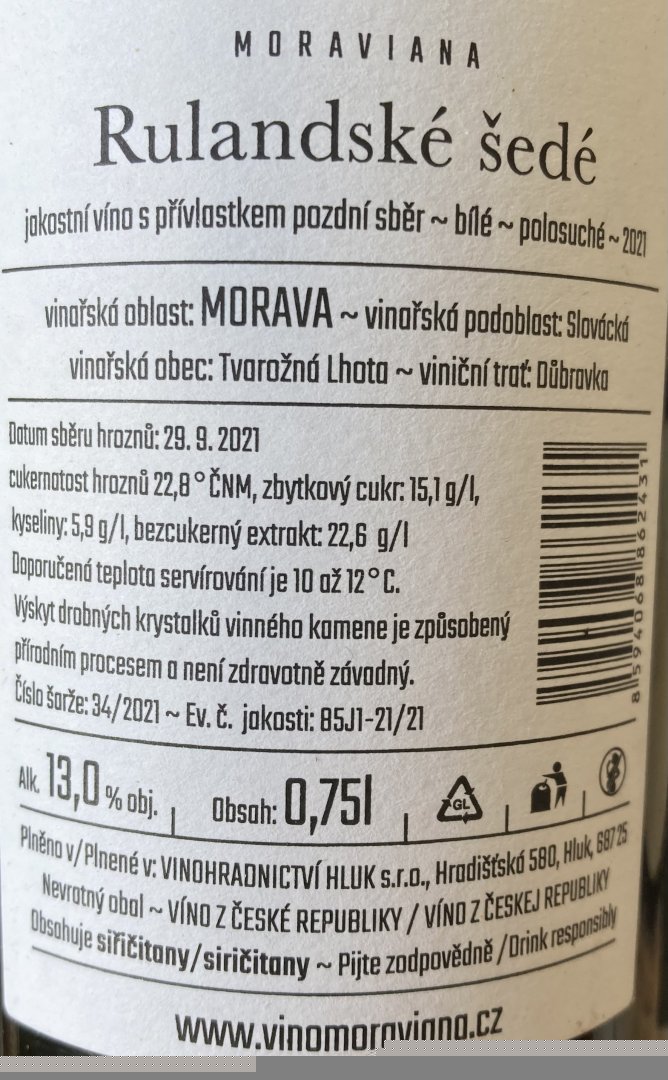 MORAVIANA
Rulandské šedé
jakostní víno s přívlastkem pozdní sběr ~ bílé ~ polosuché ~ 2021
vinařská oblast: MORAVA ~ vinařská podoblast: Slovácká
vinařská obec: Tvarožná Lhota ~ viniční trať: Důbravka
Datum sběru hroznů: 29. 9. 2021
cukernatost hroznů 22,8° ČNM, zbytkový cukr: 15,1 g/l,
kyseliny: 5,9 g/l, bezcukerný extrakt: 22,6 g/l
Doporučená teplota servírování je 10 až 12°C.
Výskyt drobných krystalků vinného kamene je způsobený
přírodním procesem a není zdravotně závadný.
Číslo šarže: 34/2021 ~ Ev. č. jakosti: 85J1-21/21
8594068862431
Alk. 13,0 % obj. Obsah: 0,75l GL
Plněno v/Plnené v: VINOHRADNICTVÍ HLUK s.r.o., Hradišťská 580, Hluk, 687 25
Nevratný obal ~ VÍNO Z ČESKÉ REPUBLIKY / VÍNO Z ČESKEJ REPUBLIKY
Obsahuje siřičitany/siričitany ~ Pijte zodpovědně / Drink responsibly
www.vinomoraviana.cz